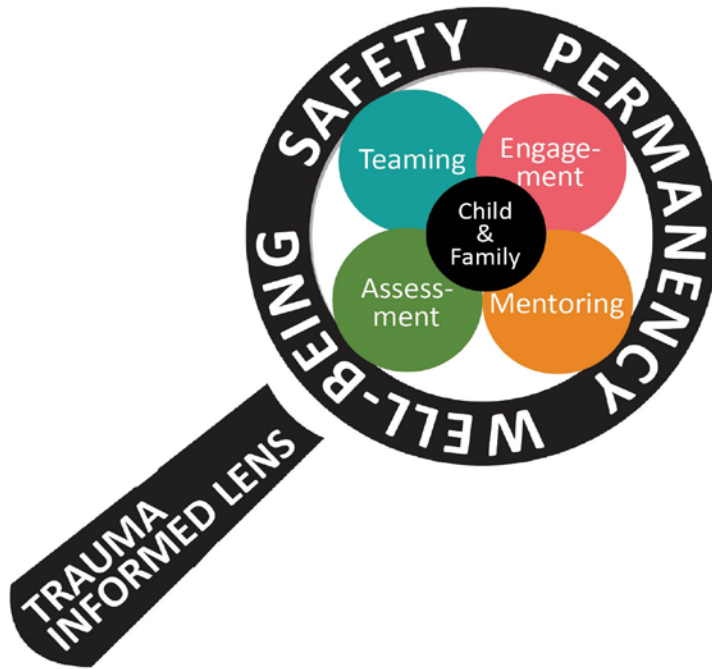 SAFETY PERMANENCY WELL-BEING
Teaming
Engage-
ment
Child
&
Family
Assess-
ment
Mentoring
TRAUMA
INFORMED LENS